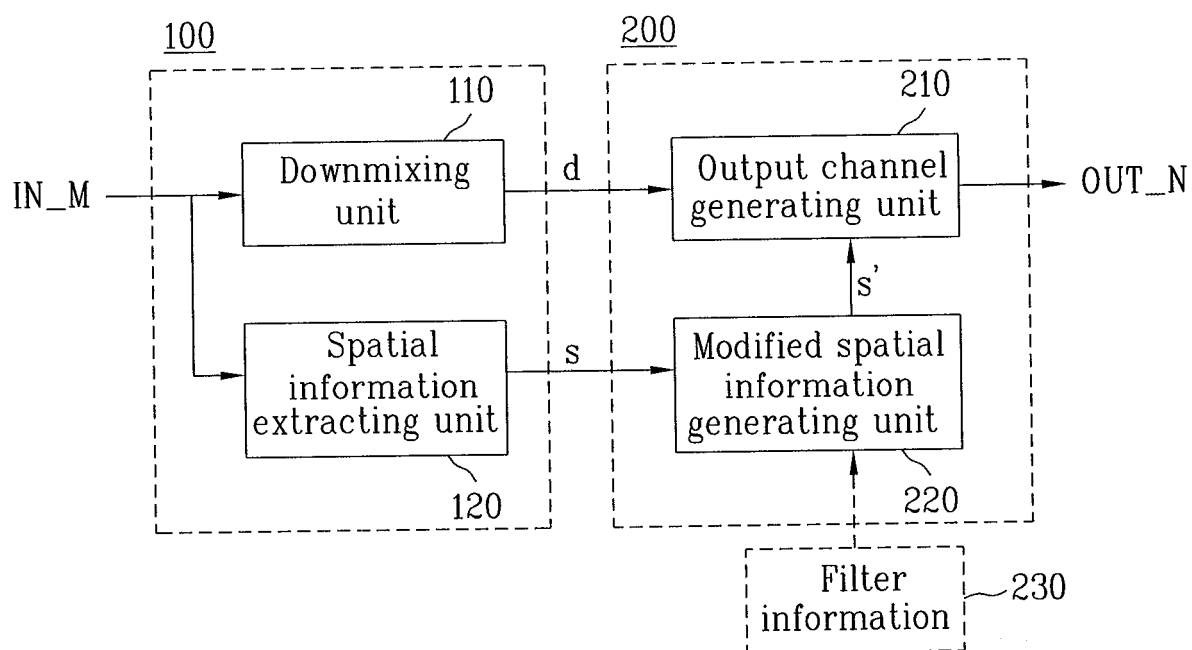 100
200
110
210
Downmixing
unit
Output channel
generating unit
IN_M
d
OUT_N
s'
Spatial
information
extracting unit
s
Modified spatial
information
generating unit
120
220
Filter
information
230